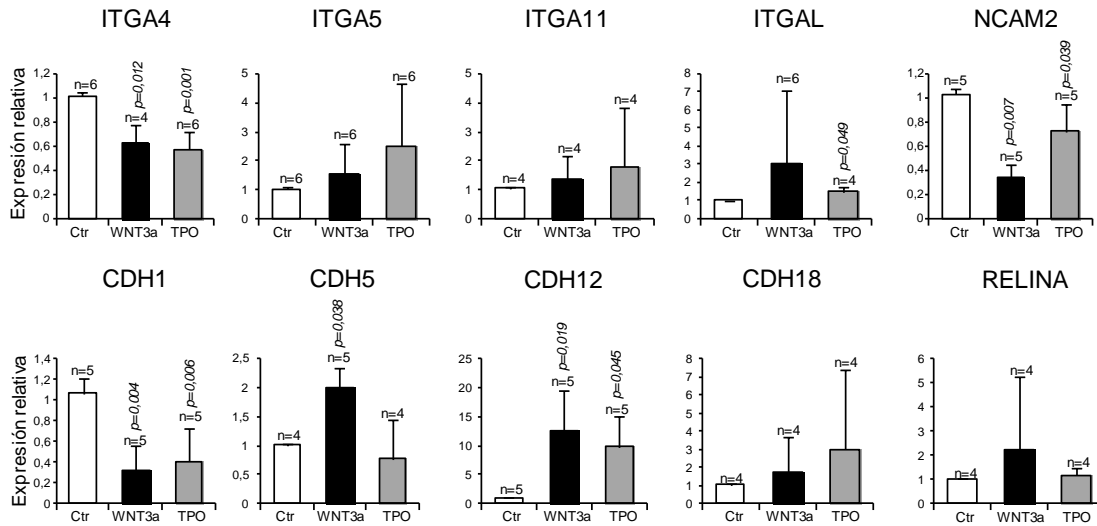 ITGA4
Expresión relativa
1,2
1
0,8
0,6
0,4
0,2
0
n=6
n=4
p=0,012
n=6
p=0,001
Ctr WNT3a TPO
ITGA5
5
4
3
2
1
0
n=6
n=6
n=6
Ctr WNT3a TPO
ITGA11
5
4
3
2
1
0
n=4
n=4
n=4
Ctr WNT3a TPO
ITGAL
8
7
6
5
4
3
2
1
0
n=6
n=4
p=0,049
Ctr WNT3a TPO
NCAM2
1,2
1
0,8
0,6
0,4
0,2
0
n=5
n=5
p=0,007
n=5
p=0,039
Ctr WNT3a TPO
CDH1
Expresión relativa
1,4
1,2
1
0,8
0,6
0,4
0,2
0
n=5
n=5
p=0,004
n=5
p=0,006
Ctr WNT3a TPO
CDH5
2,5
2
1,5
1
0,5
0
n=4
n=5
p=0,038
n=4
Ctr WNT3a TPO
CDH12
25
20
15
10
5
0
n=5
n=5
p=0,019
n=5
p=0,045
Ctr WNT3a TPO
CDH18
8
7
6
5
4
3
2
1
0
n=4
n=4
n=4
Ctr WNT3a TPO
RELINA
6
5
4
3
2
1
0
n=4
n=4
n=4
Ctr WNT3a TPO